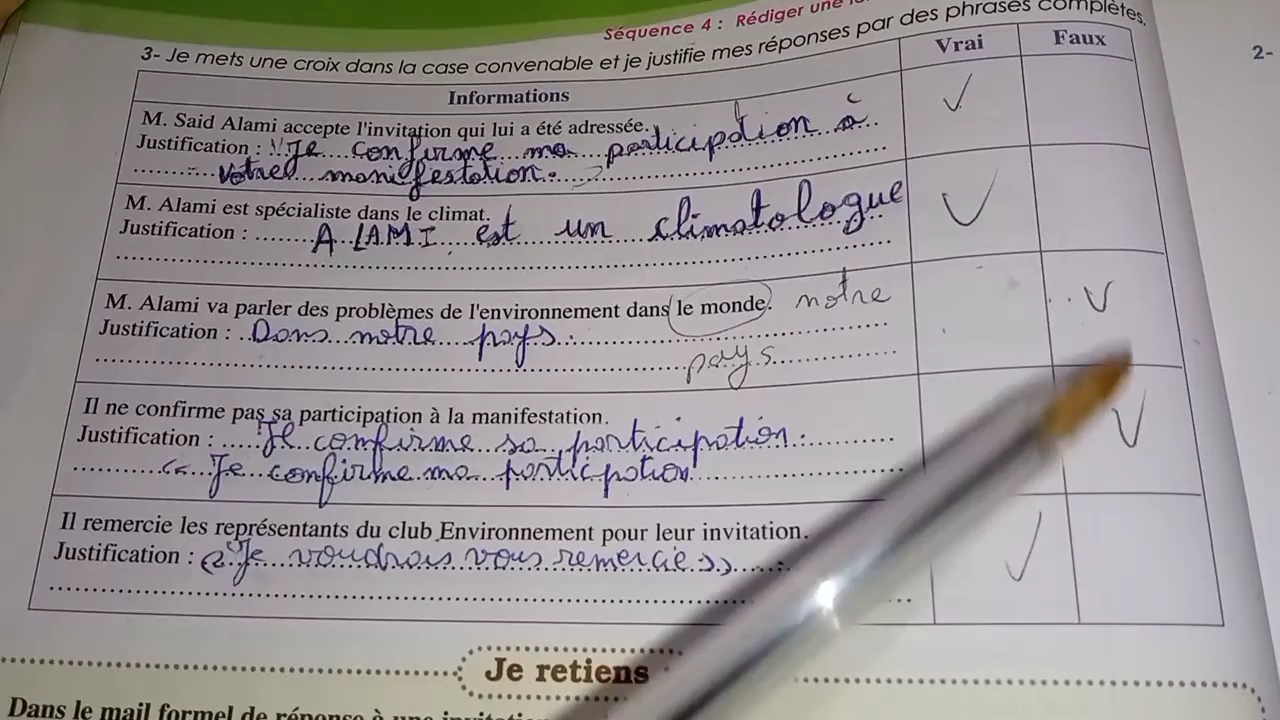 Séquence 4 : Rédiger une
3- Je mets une croix dans la case convenable et je justifie mes réponses par des phrases complètes.
Informations
Vrai
Faux
2-
M. Said Alami accepte l'invitation qui lui a été adressée.
Justification : "Je confirme ma participation à
votre manifestation.
M. Alami est spécialiste dans le climat.
Justification : ALAMI est un climatologue
M. Alami va parler des problèmes de l'environnement dans le monde. notre
Justification : Dans notre pays.
pays
Il ne confirme pas sa participation à la manifestation.
Justification : Il confirme sa participation.
<< Je confirme ma participation
Il remercie les représentants du club Environnement pour leur invitation.
Justification : << Je voudrais vous remercie >>
Je retiens
Dans le mail formel de réponse à une